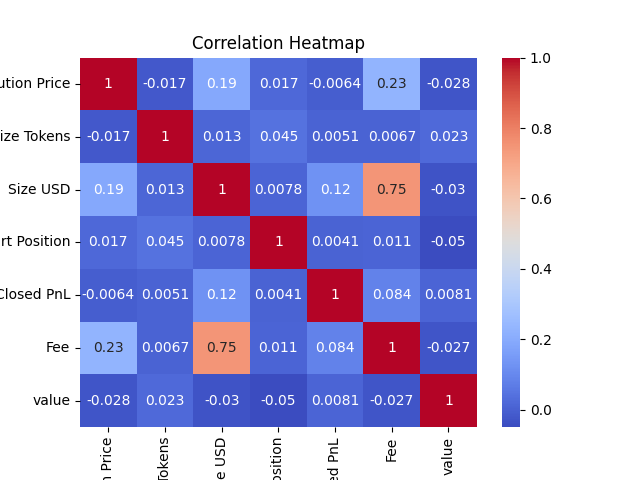 Correlation Heatmap
ution Price 1 -0.017 0.19 0.017 -0.0064 0.23 -0.028
ize Tokens -0.017 1 0.013 0.045 0.0051 0.0067 0.023
Size USD 0.19 0.013 1 0.0078 0.12 0.75 -0.03
rt Position 0.017 0.045 0.0078 1 0.0041 0.011 -0.05
Closed PnL -0.0064 0.0051 0.12 0.0041 1 0.084 0.0081
Fee 0.23 0.0067 0.75 0.011 0.084 1 -0.027
value -0.028 0.023 -0.03 -0.05 0.0081 -0.027 1
n Price
Tokens
e USD
osition
ed PnL
Fee
value
1.0
0.8
0.6
0.4
0.2
0.0